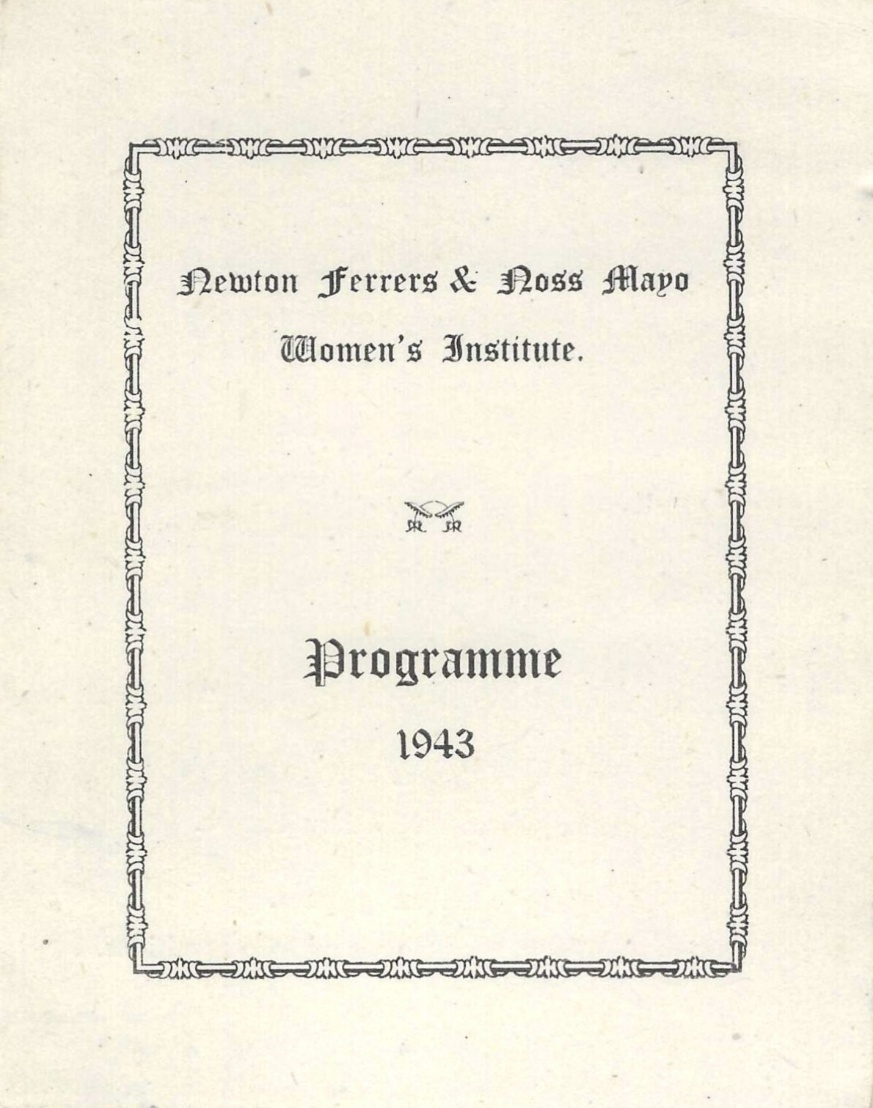 Newton Ferrers & Noss Mayo
Women's Institute.
Programme
1943